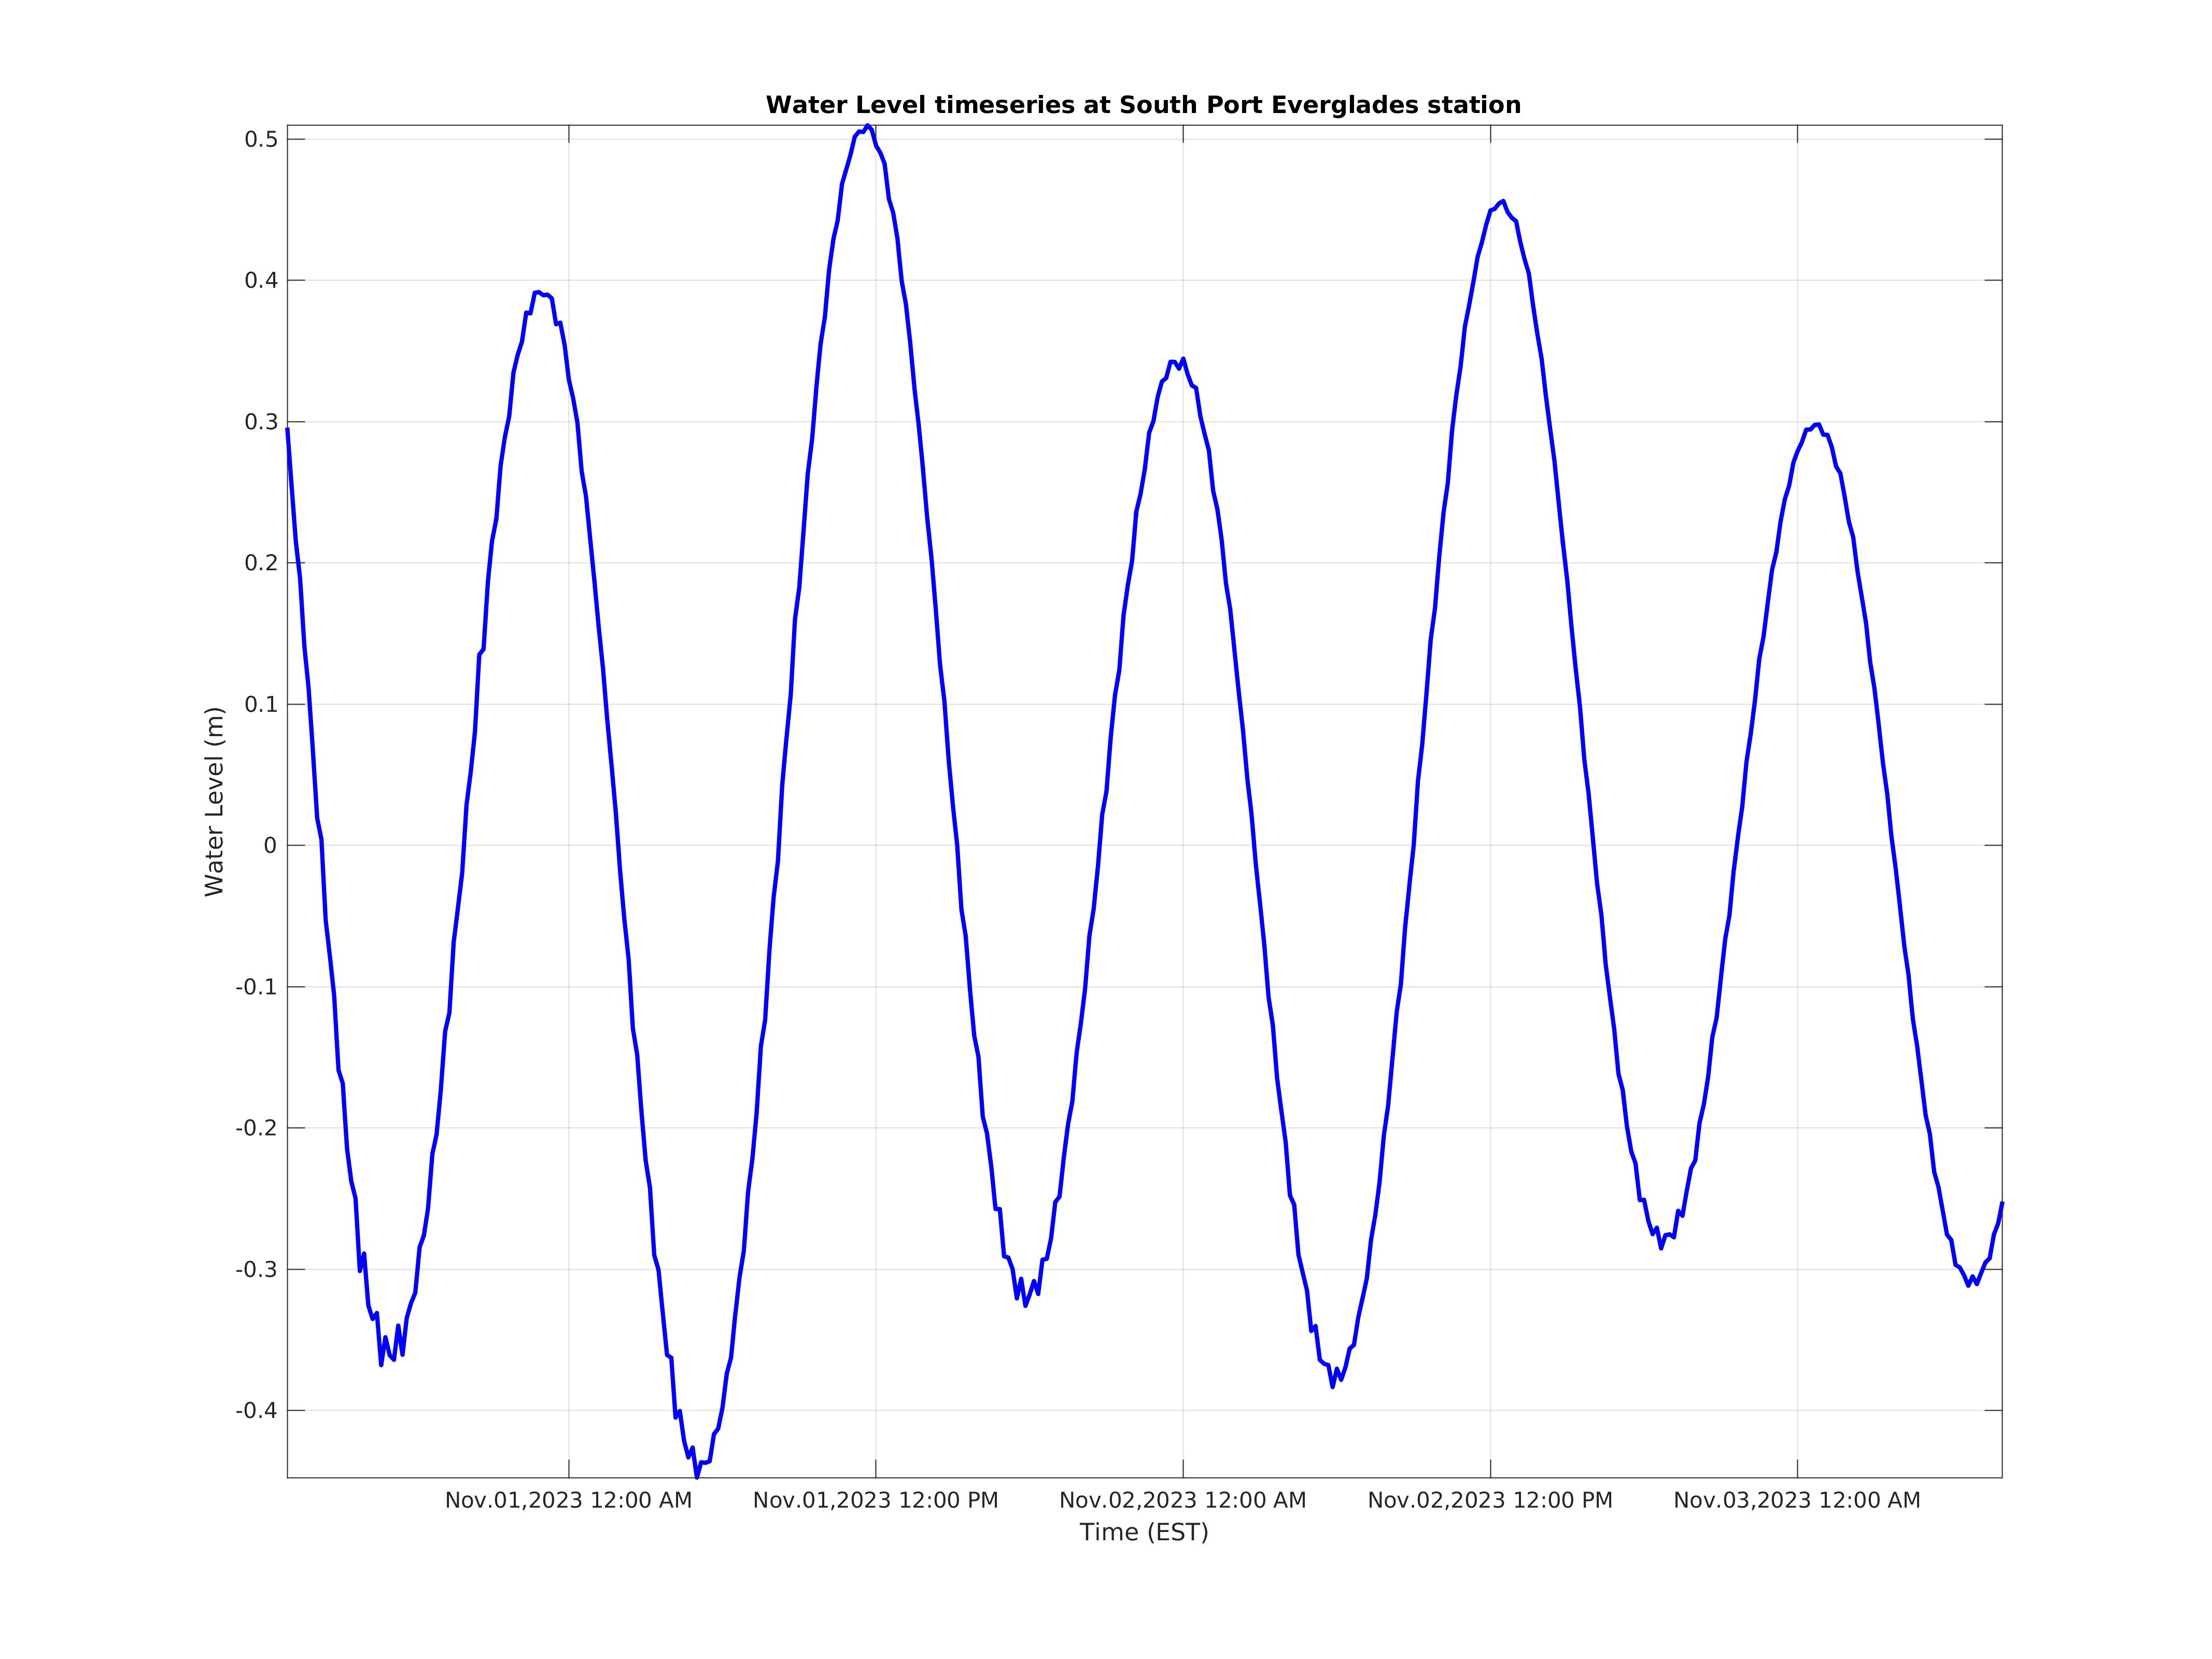 Water Level timeseries at South Port Everglades station
0.5
0.4
0.3
0.2
0.1
0
-0.1
-0.2
-0.3
-0.4
Water Level (m)
Nov.01,2023 12:00 AM Nov.01,2023 12:00 PM Nov.02,2023 12:00 AM Nov.02,2023 12:00 PM Nov.03,2023 12:00 AM
Time (EST)